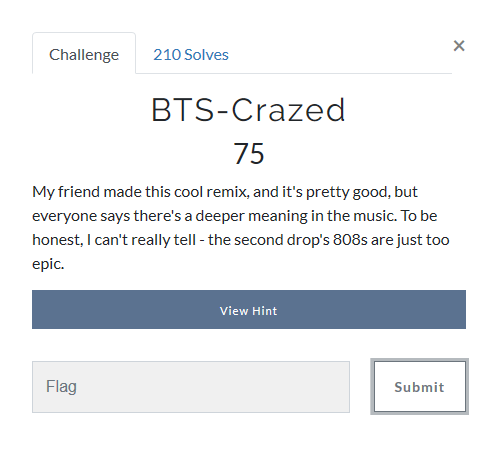 Challenge
210 Solves
×
BTS-Crazed
75
My friend made this cool remix, and it's pretty good, but
everyone says there's a deeper meaning in the music. To be
honest, I can't really tell - the second drop's 808s are just too
epic.
View Hint
Flag
Submit